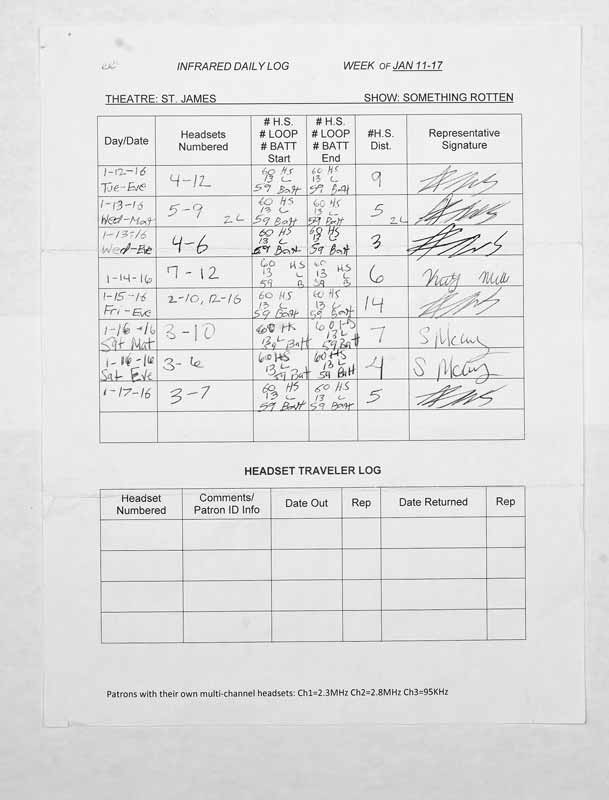 INFRARED DAILY LOG WEEK OF JAN 11-17
THEATRE: ST. JAMES SHOW: SOMETHING ROTTEN
Day/Date
Headsets
Numbered
# H.S.
# LOOP
# BATT
Start
# H.S.
# LOOP
# BATT
End
#H.S.
Dist.
Representative
Signature
1-12-16
Tue-Eve
4-12
60 HS
13 L
59 Batt
60 HS
13 L
59 Batt
9
1-13-16
Wed-Mat
5-9 2L
60 HS
13 L
59 Batt
60 HS
13 L
59 Batt
5 2L
1-13-16
Wed-Eve
4-6
60 HS
13 L
59 Batt
60 HS
13 L
59 Batt
3
1-14-16
7-12
60 HS
13 L
59 B
60 HS
13 L
59 B
6
1-15-16
Fri-Eve
2-10, 12-16
60 HS
13 L
59 Batt
60 HS
13 L
59 Batt
14
1-16-16
Sat Mat
3-10
60 HS
13 L
59 Batt
60 HS
13 L
59 Batt
7
S McCay
1-16-16
Sat Eve
3-6
60 HS
13 L
59 Batt
60 HS
13 L
59 Batt
4
S McCay
1-17-16
3-7
60 HS
13 L
59 Batt
60 HS
13 L
59 Batt
5
HEADSET TRAVELER LOG
Headset
Numbered
Comments/
Patron ID Info
Date Out
Rep
Date Returned
Rep
Patrons with their own multi-channel headsets: Ch1=2.3MHz Ch2=2.8MHz Ch3=95KHz